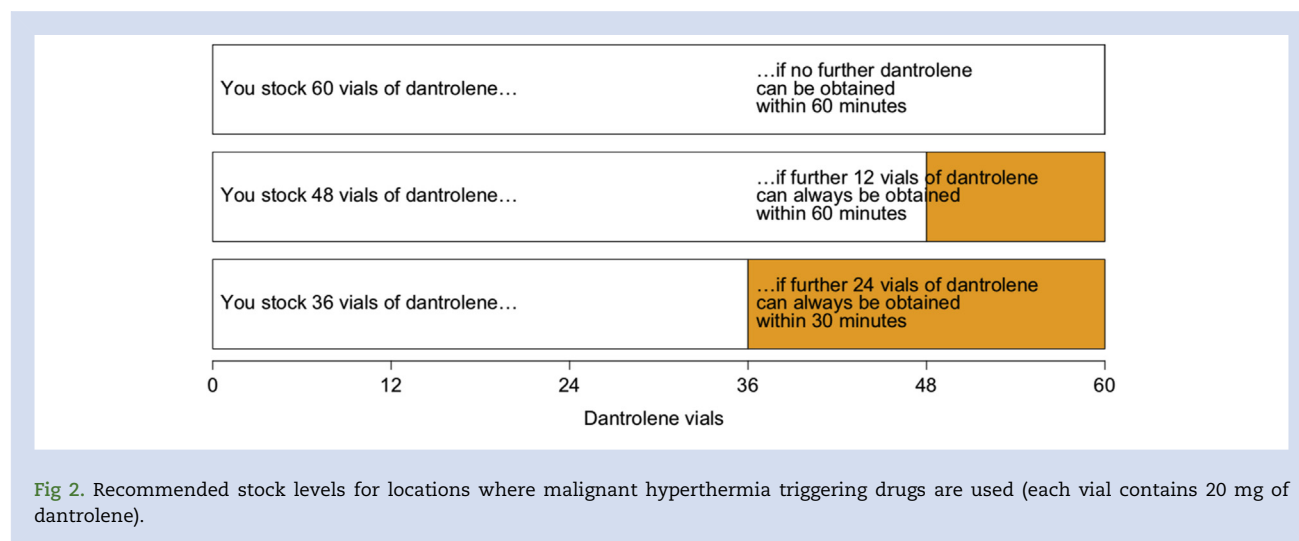 You stock 60 vials of dantrolene…
…if no further dantrolene
can be obtained
within 60 minutes
You stock 48 vials of dantrolene…
…if further 12 vials of dantrolene
can always be obtained
within 60 minutes
You stock 36 vials of dantrolene…
…if further 24 vials of dantrolene
can always be obtained
within 30 minutes
0 12 24 36 48 60
Dantrolene vials
Fig 2. Recommended stock levels for locations where malignant hyperthermia triggering drugs are used (each vial contains 20 mg of
dantrolene).